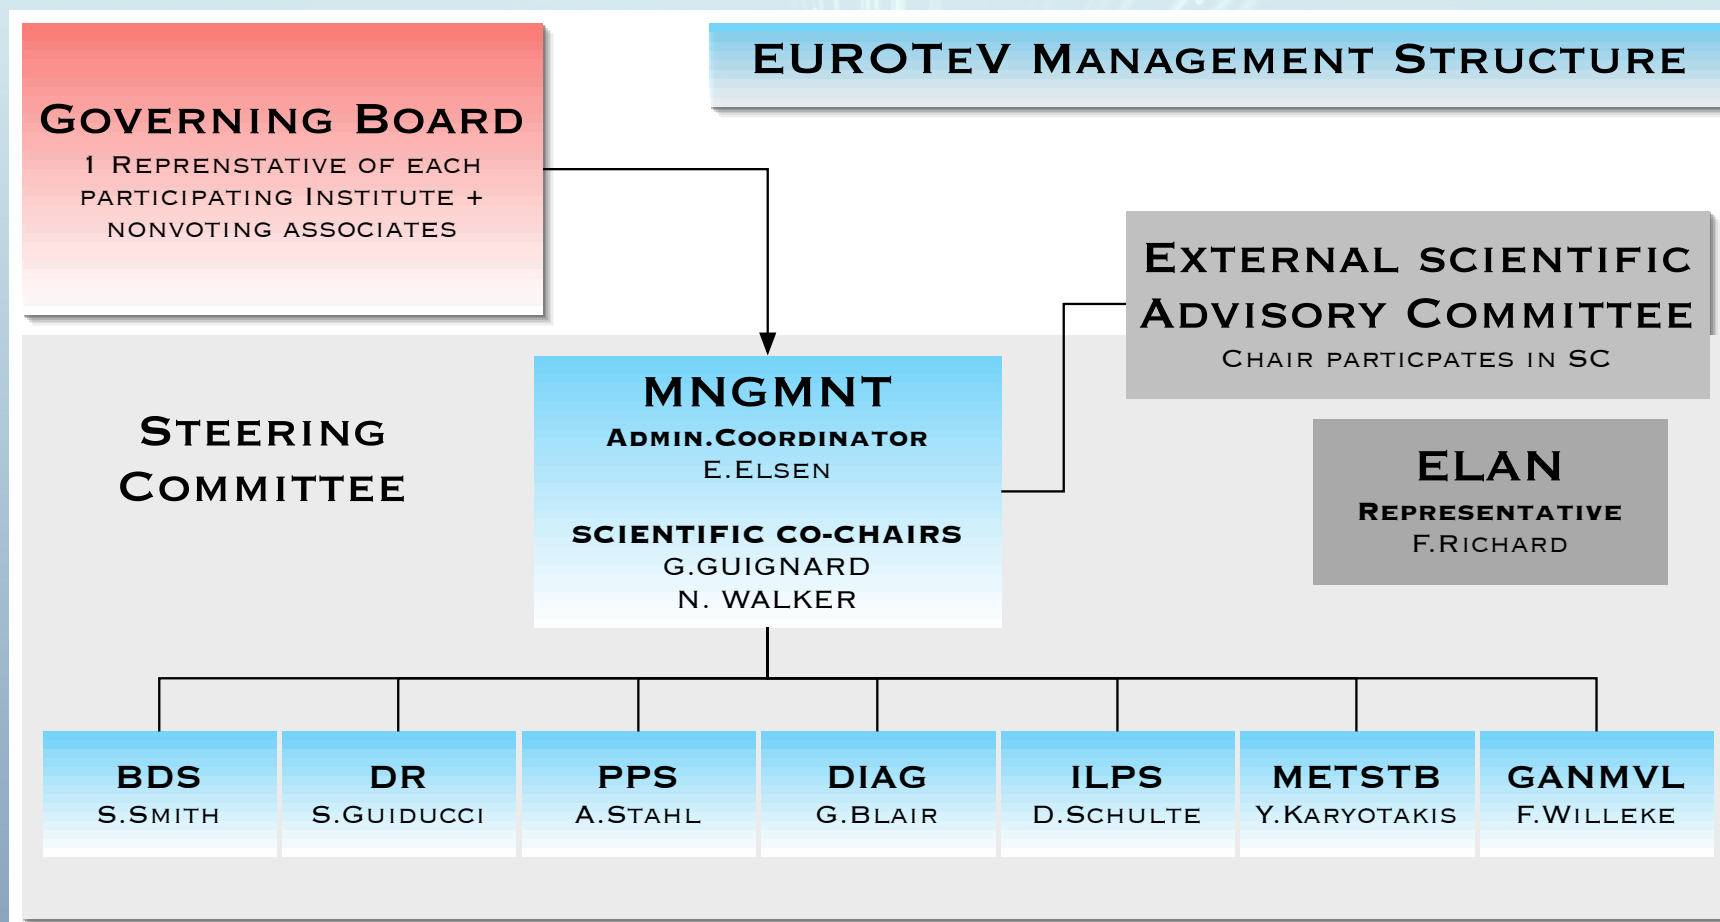 EUROTeV Management Structure
Governing Board
1 Reprenstative of each
participating Institute +
nonvoting associates
External scientific
Advisory Committee
Chair particpates in SC
Steering
Committee
MNGMNT
Admin.Coordinator
E.Elsen
scientific co-chairs
G.Guignard
N. Walker
ELAN
Representative
F.Richard
BDS
S.Smith
DR
S.Guiducci
PPS
A.Stahl
DIAG
G.Blair
ILPS
D.Schulte
METSTB
Y.Karyotakis
GANMVL
F.Willeke